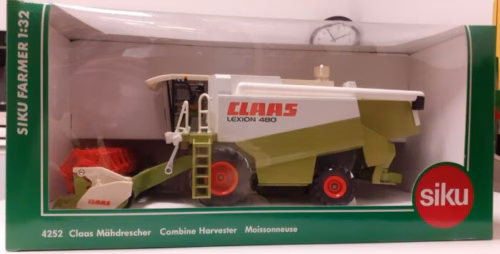 SIKU FARMER 1:32
CLAAS
LEXION 480
CLAAS
siku
4252 Claas Mähdrescher Combine Harvester Moissonneuse